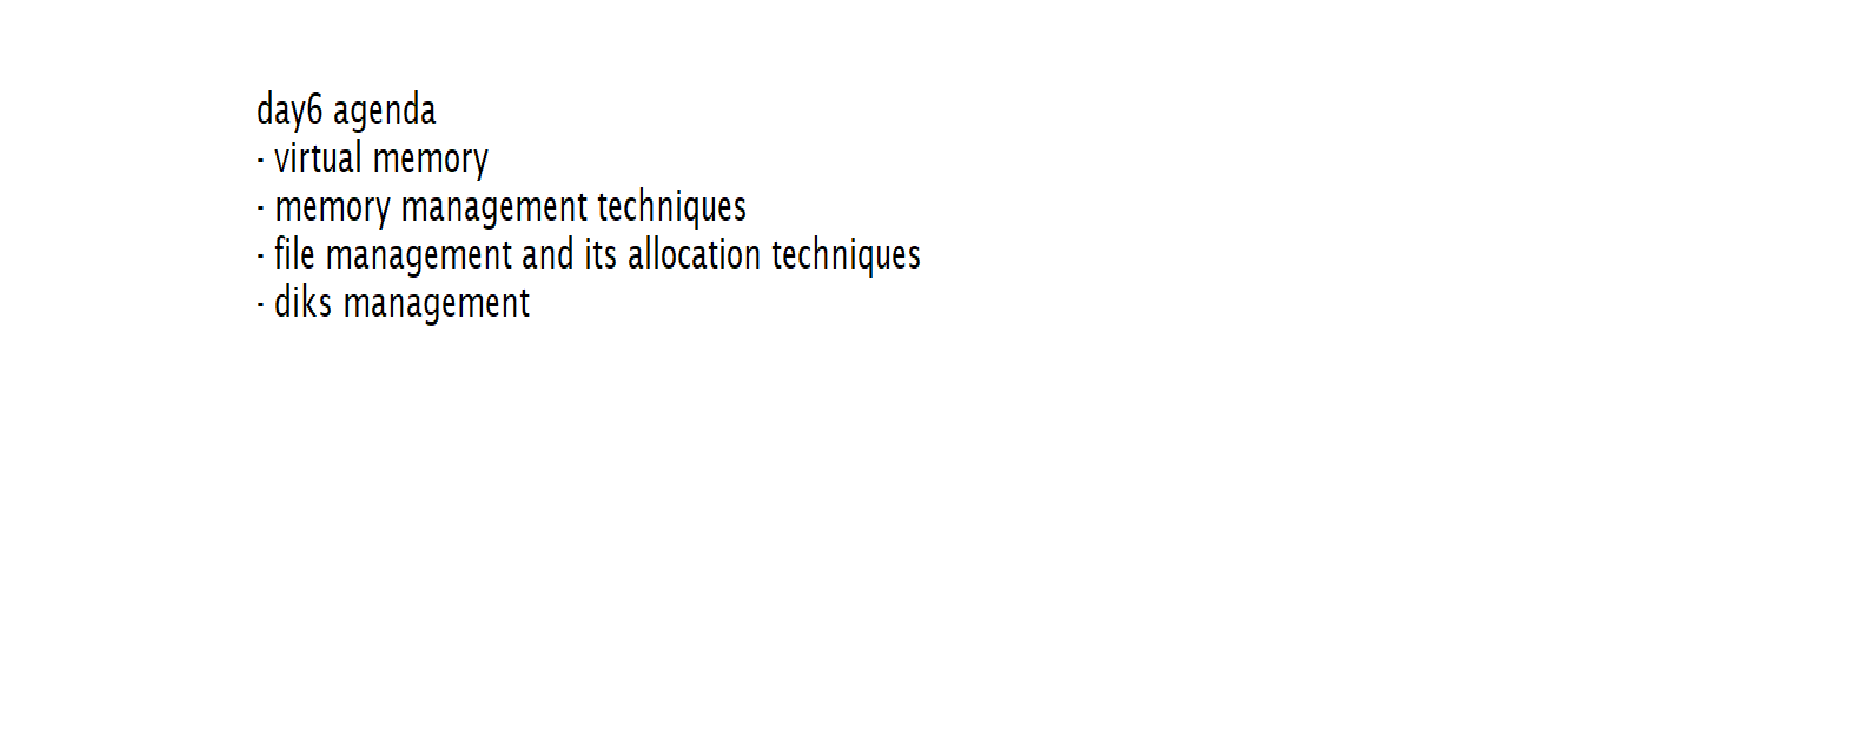 day6 agenda
- virtual memory
- memory management techniques
- file management and its allocation techniques
- diks management